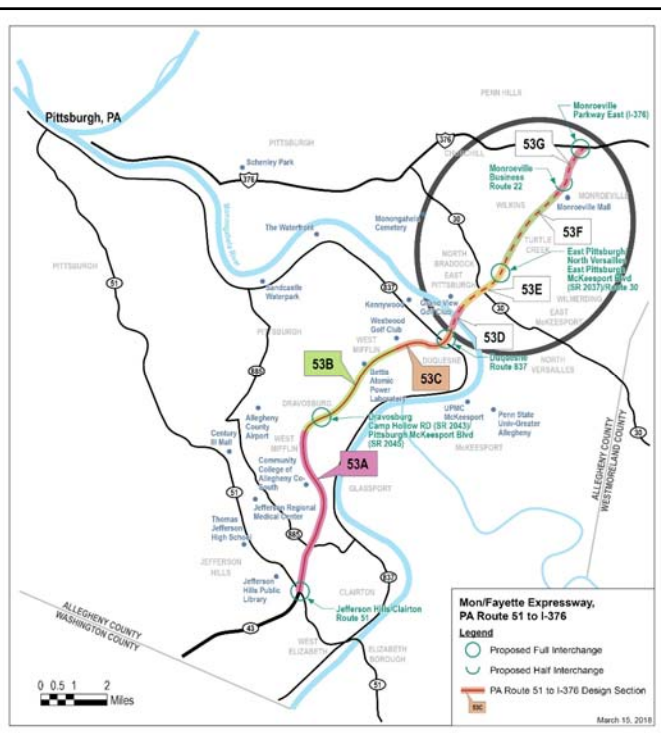 PENN HILLS
Monroeville
Parkway East (I-376)
Pittsburgh, PA
PITTSBURGH
376
CHURCHILL
53G
Schenley Park
376
Monroeville
Business
Route 22
MONROEVILLE
Monroeville Mall
WILKINS
Monongahela
Cemetery
30
53F
The Waterfront
Monongahela River
TURTLE
CREEK
NORTH
BRADDOCK
EAST
PITTSBURGH
East Pittsburgh/
North Versailles
East Pittsburgh
McKeesport Blvd
(SR 2037)/Route 30
PITTSBURGH
51
Sandcastle
Waterpark
837
53E
WILMERDING
Kennywood
Grand View
Golf Club
30
EAST
McKEESPORT
Westwood
Golf Club
53D
PITTSBURGH
WEST
MIFFLIN
DUQUESNE
Duquesne
Route 837
NORTH
VERSAILLES
53B
53C
885
Bettis
Atomic
Power
Laboratory
DRAVOSBURG
Allegheny
County
Airport
UPMC
McKeesport
Penn State
Univ-Greater
Allegheny
30
Dravosburg
Camp Hollow RD (SR 2043)/
Pittsburgh McKeesport Blvd
(SR 2045)
McKEESPORT
Century
III Mall
WEST
MIFFLIN
53A
Community
College of
Allegheny Co-
South
GLASSPORT
51
Jefferson Regional
Medical Center
Thomas
Jefferson
High School
885
ALLEGHENY COUNTY
WESTMORELAND COUNTY
JEFFERSON
HILLS
Jefferson
Hills Public
Library
837
CLAIRTON
Jefferson Hills/Clairton
Route 51
ALLEGHENY COUNTY
WASHINGTON COUNTY
43
WEST
ELIZABETH
ELIZABETH
BOROUGH
51
0 0.5 1 2
Miles
Mon/Fayette Expressway,
PA Route 51 to I-376
Legend
Proposed Full Interchange
Proposed Half Interchange
PA Route 51 to I-376 Design Section
53C
March 15, 2018